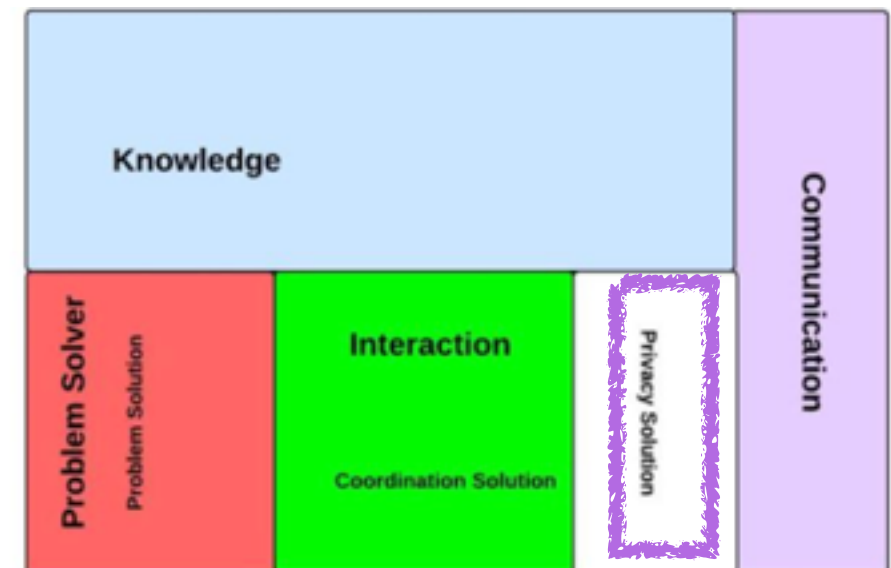 Knowledge
Communication
Problem Solver
Problem Solution
Interaction
Coordination Solution
Privacy Solution